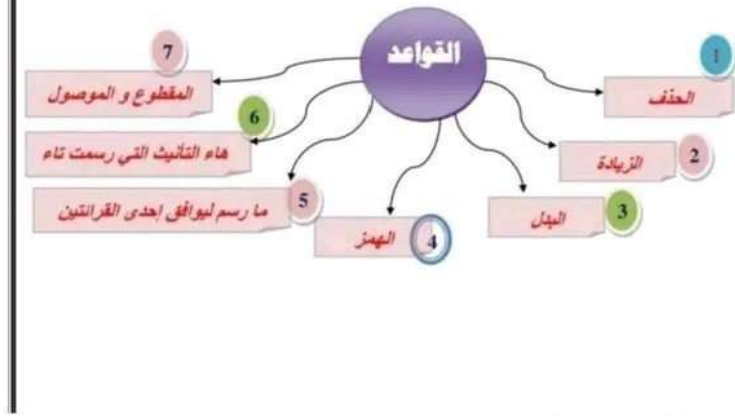 القواعد
1
الحذف
2
الزيادة
3
البدل
4
الهمز
5
ما رسم ليوافق إحدى القرائتين
6
هاء التأنيث التي رسمت تاء
7
المقطوع و الموصول